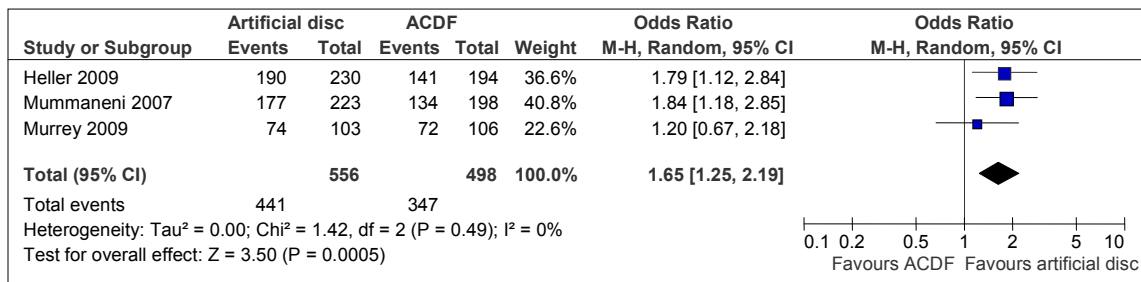 Artificial disc ACDF Odds Ratio Odds Ratio
Study or Subgroup Events Total Events Total Weight M-H, Random, 95% CI M-H, Random, 95% CI
Heller 2009 190 230 141 194 36.6% 1.79 [1.12, 2.84]
Mummaneni 2007 177 223 134 198 40.8% 1.84 [1.18, 2.85]
Murrey 2009 74 103 72 106 22.6% 1.20 [0.67, 2.18]
Total (95% CI) 556 498 100.0% 1.65 [1.25, 2.19]
Total events 441 347
Heterogeneity: Tau² = 0.00; Chi² = 1.42, df = 2 (P = 0.49); I² = 0%
Test for overall effect: Z = 3.50 (P = 0.0005)
0.1 0.2 0.5 1 2 5 10
Favours ACDF Favours artificial disc